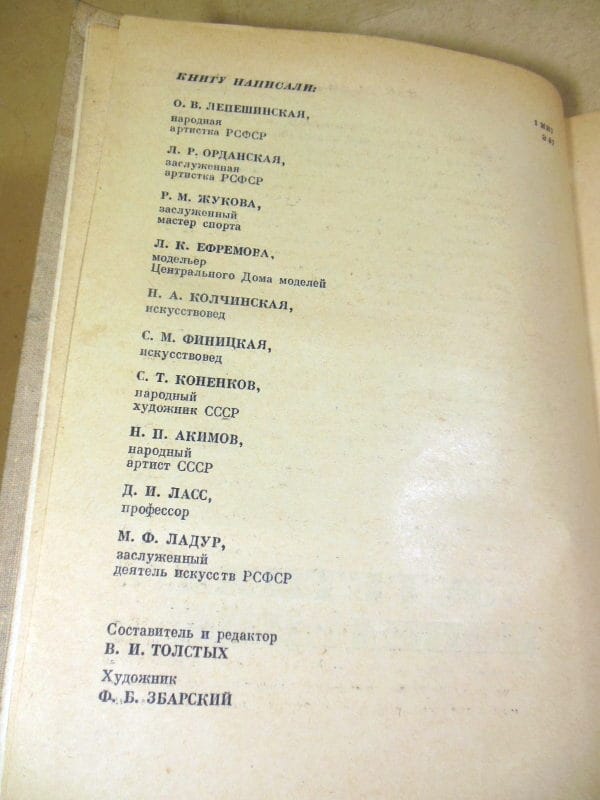 КНИГУ НАПИСАЛИ:
О. В. ЛЕПЕШИНСКАЯ,
народная
артистка РСФСР
Л. Р. ОРДАНСКАЯ,
заслуженная
артистка РСФСР
Р. М. ЖУКОВА,
заслуженный
мастер спорта
Л. К. ЕФРЕМОВА,
модельер
Центрального Дома моделей
Н. А. КОЛЧИНСКАЯ,
искусствовед
С. М. ФИНИЦКАЯ,
искусствовед
С. Т. КОНЕНКОВ,
народный
художник СССР
Н. П. АКИМОВ,
народный
артист СССР
Д. И. ЛАСС,
профессор
М. Ф. ЛАДУР,
заслуженный
деятель искусств РСФСР
Составитель и редактор
В. И. ТОЛСТЫХ
Художник
Ф. Б. ЗБАРСКИЙ